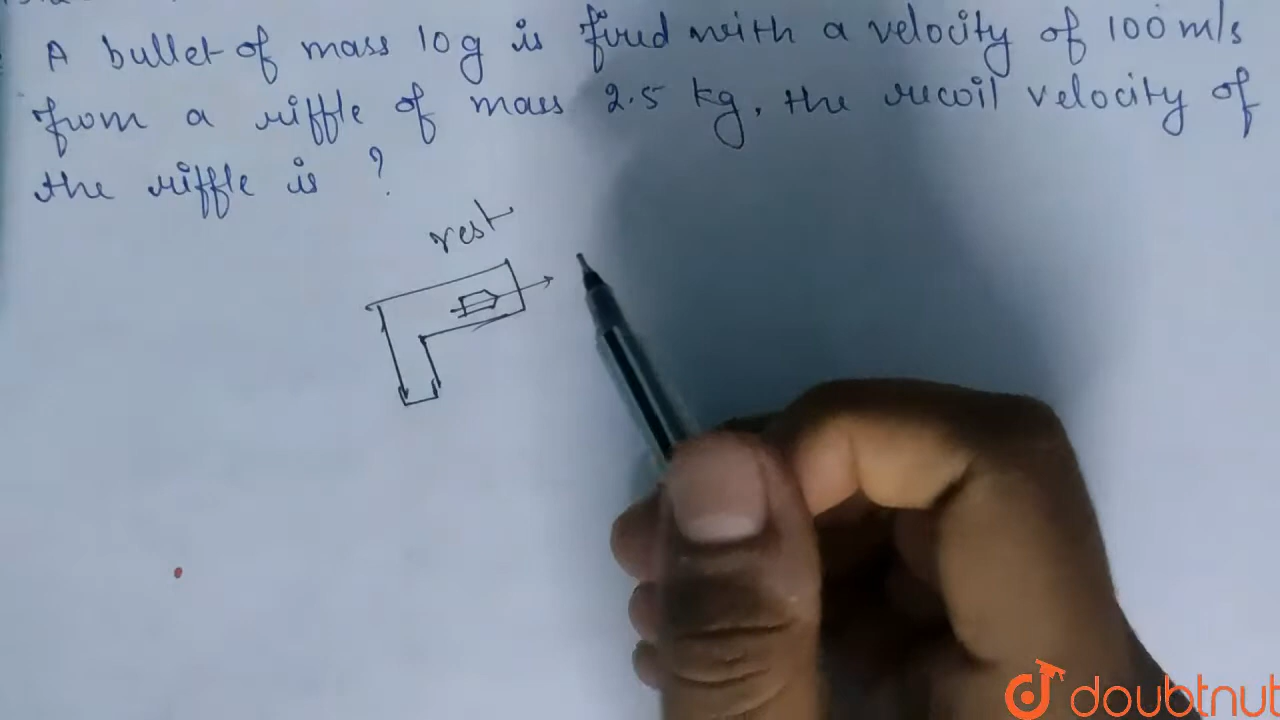 A bullet of mass 10 g is fired with a velocity of 100 m/s
from a riffle of mass 2.5 kg, the recoil velocity of
the riffle is ?
rest
doubtnut